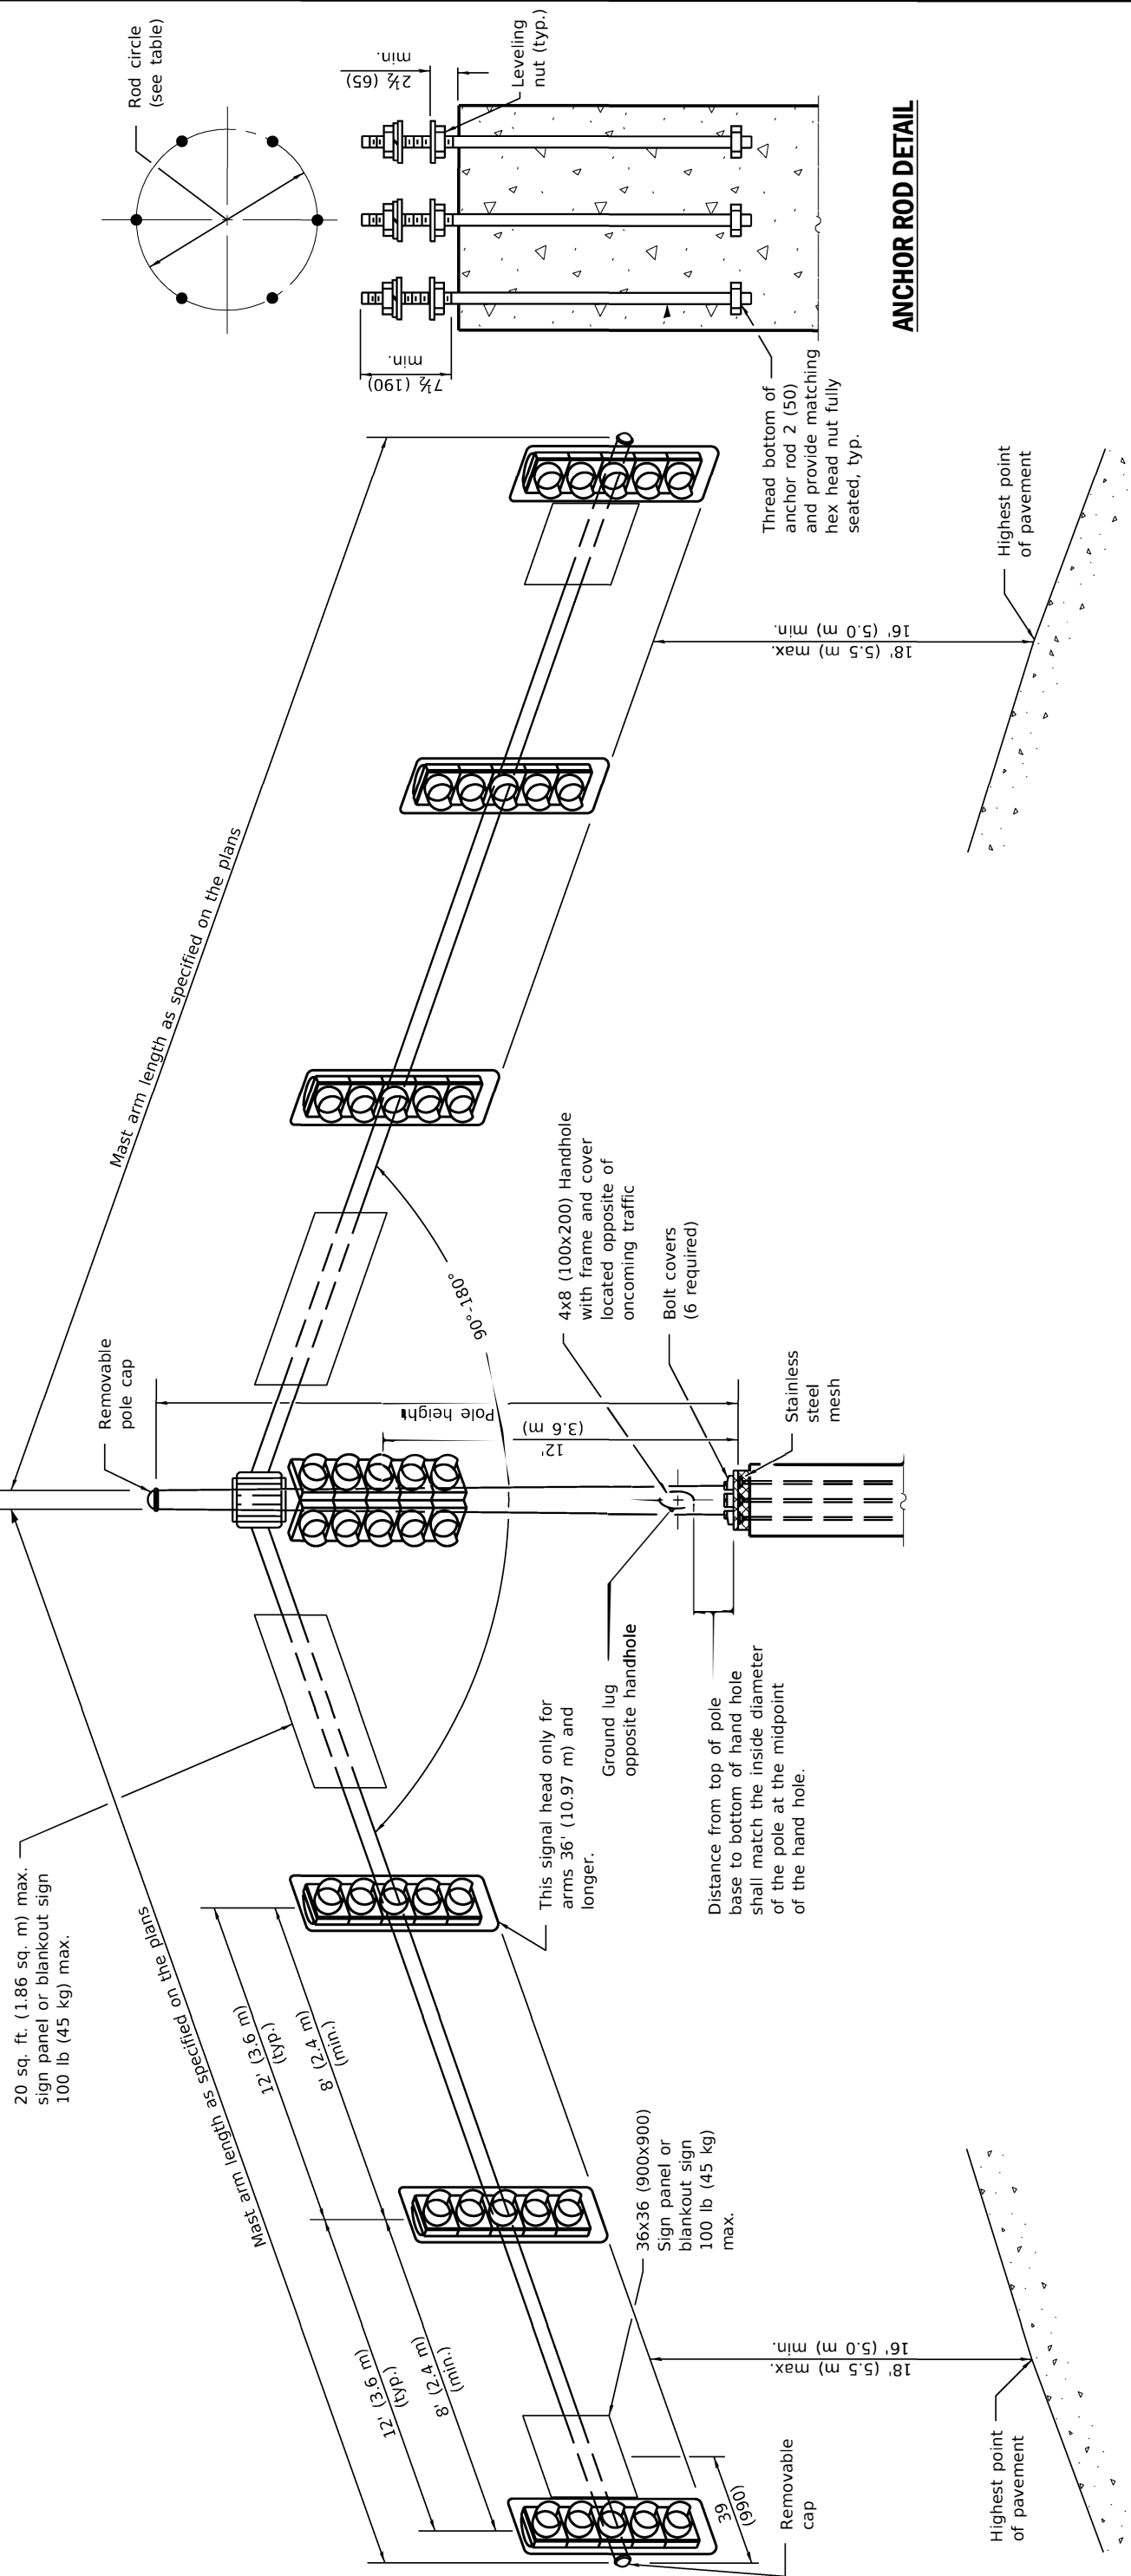 20 sq. ft. (1.86 sq. m) max.
sign panel or blankout sign
100 lb (45 kg) max.
Mast arm length as specified on the plans
12' (3.6 m)
(typ.)
8' (2.4 m)
(min.)
12' (3.6 m)
(typ.)
8' (2.4 m)
(min.)
Removable
pole cap
Mast arm length as specified on the plans
Rod circle
(see table)
2½ (65)
min.
Leveling
nut (typ.)
7½ (190)
min.
Thread bottom of
anchor rod 2 (50)
and provide matching
hex head nut fully
seated, typ.
ANCHOR ROD DETAIL
90°-180°
Pole height
12'
(3.6 m)
4x8 (100x200) Handhole
with frame and cover
located opposite of
oncoming traffic
Bolt covers
(6 required)
Stainless
steel
mesh
This signal head only for
arms 36' (10.97 m) and
longer.
Ground lug
opposite handhole
Distance from top of pole
base to bottom of hand hole
shall match the inside diameter
of the pole at the midpoint
of the hand hole.
36x36 (900x900)
Sign panel or
blankout sign
100 lb (45 kg)
max.
39
(990)
Removable
cap
16' (5.0 m) min.
18' (5.5 m) max.
Highest point
of pavement
16' (5.0 m) min.
18' (5.5 m) max.
Highest point
of pavement